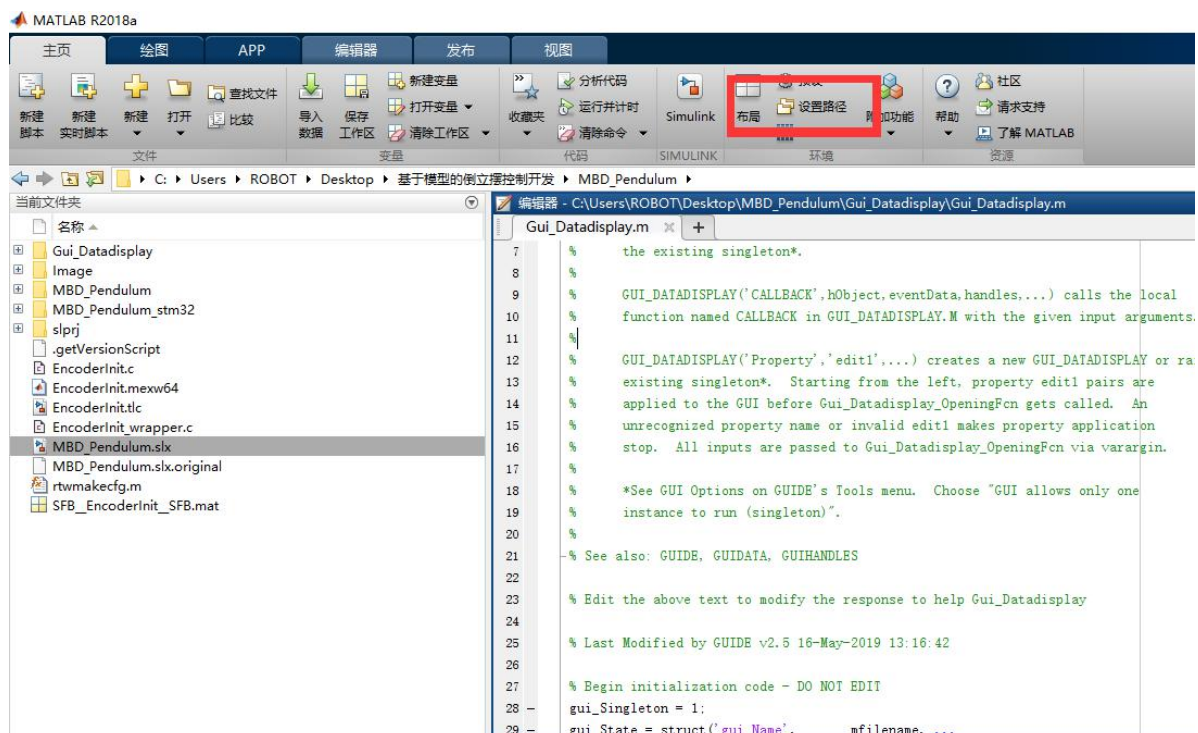 MATLAB R2018a
主页 绘图 APP 编辑器 发布 视图
新建变量 分析代码 社区
查找文件 打开变量 运行并计时 设置路径 请求支持
新建 脚本 新建 实时脚本 新建 打开 比较 导入 数据 保存 工作区 清除工作区 收藏夹 清除命令 Simulink 布局 帮助 了解 MATLAB
文件 变量 代码 SIMULINK 环境 资源
C: Users ROBOT Desktop 基于模型的倒立摆控制开发 MBD_Pendulum
当前文件夹
名称
Gui_Datadisplay
Image
MBD_Pendulum
MBD_Pendulum_stm32
slprj
.getVersionScript
EncoderInit.c
EncoderInit.mexw64
EncoderInit.tlc
EncoderInit_wrapper.c
MBD_Pendulum.slx
MBD_Pendulum.slx.original
rtwmakecfg.m
SFB__EncoderInit__SFB.mat
编辑器 - C:\Users\ROBOT\Desktop\MBD_Pendulum\Gui_Datadisplay\Gui_Datadisplay.m
Gui_Datadisplay.m × +
7 % the existing singleton*.
8 %
9 % GUI_DATADISPLAY('CALLBACK',hObject,eventData,handles,...) calls the local
10 % function named CALLBACK in GUI_DATADISPLAY.M with the given input arguments.
11 %
12 % GUI_DATADISPLAY('Property','edit1',...) creates a new GUI_DATADISPLAY or
13 % existing singleton*. Starting from the left, property edit1 pairs are
14 % applied to the GUI before Gui_Datadisplay_OpeningFcn gets called. An
15 % unrecognized property name or invalid edit1 makes property application
16 % stop. All inputs are passed to Gui_Datadisplay_OpeningFcn via varargin.
17 %
18 % *See GUI Options on GUIDE's Tools menu. Choose "GUI allows only one
19 % instance to run (singleton)".
20 %
21 % See also: GUIDE, GUIDATA, GUIHANDLES
22
23 % Edit the above text to modify the response to help Gui_Datadisplay
24
25 % Last Modified by GUIDE v2.5 16-May-2019 13:16:42
26
27 % Begin initialization code - DO NOT EDIT
28 - gui_Singleton = 1;
29 - gui_State = struct('gui_Name', mfilename, ...